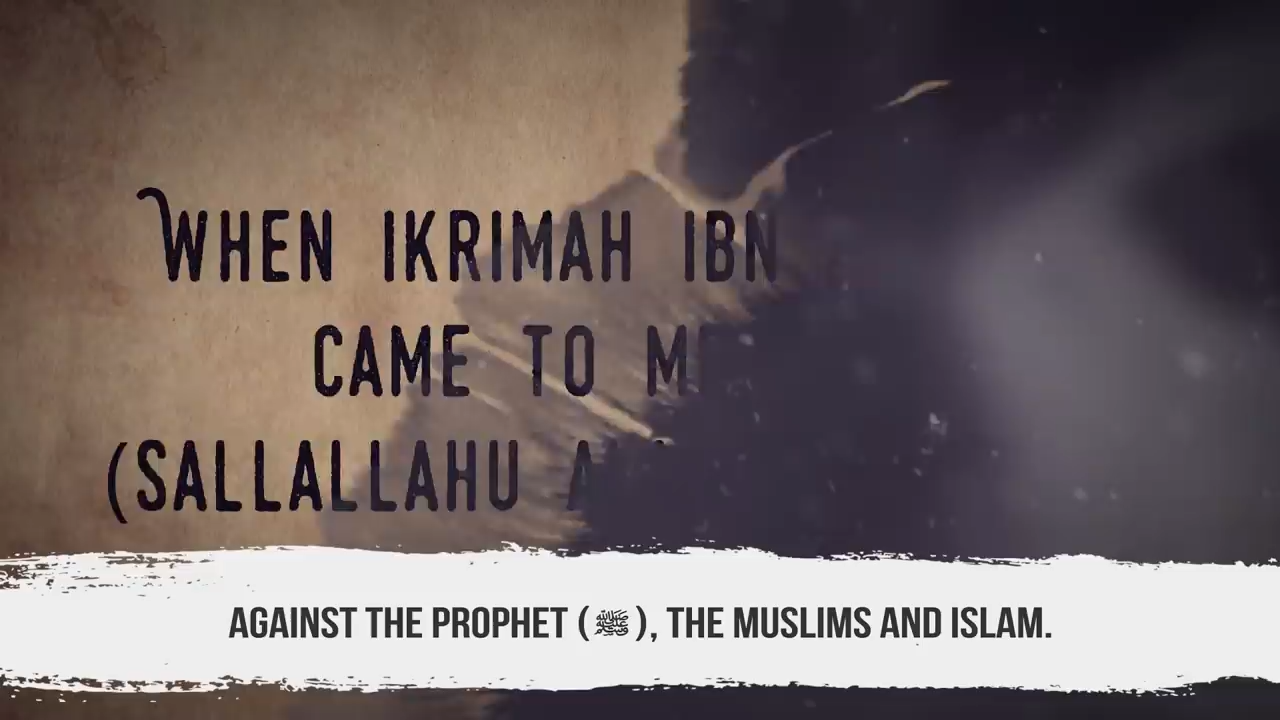 WHEN IKRIMAH IBN
CAME TO
(SALLALLAHU
AGAINST THE PROPHET (ﷺ), THE MUSLIMS AND ISLAM.